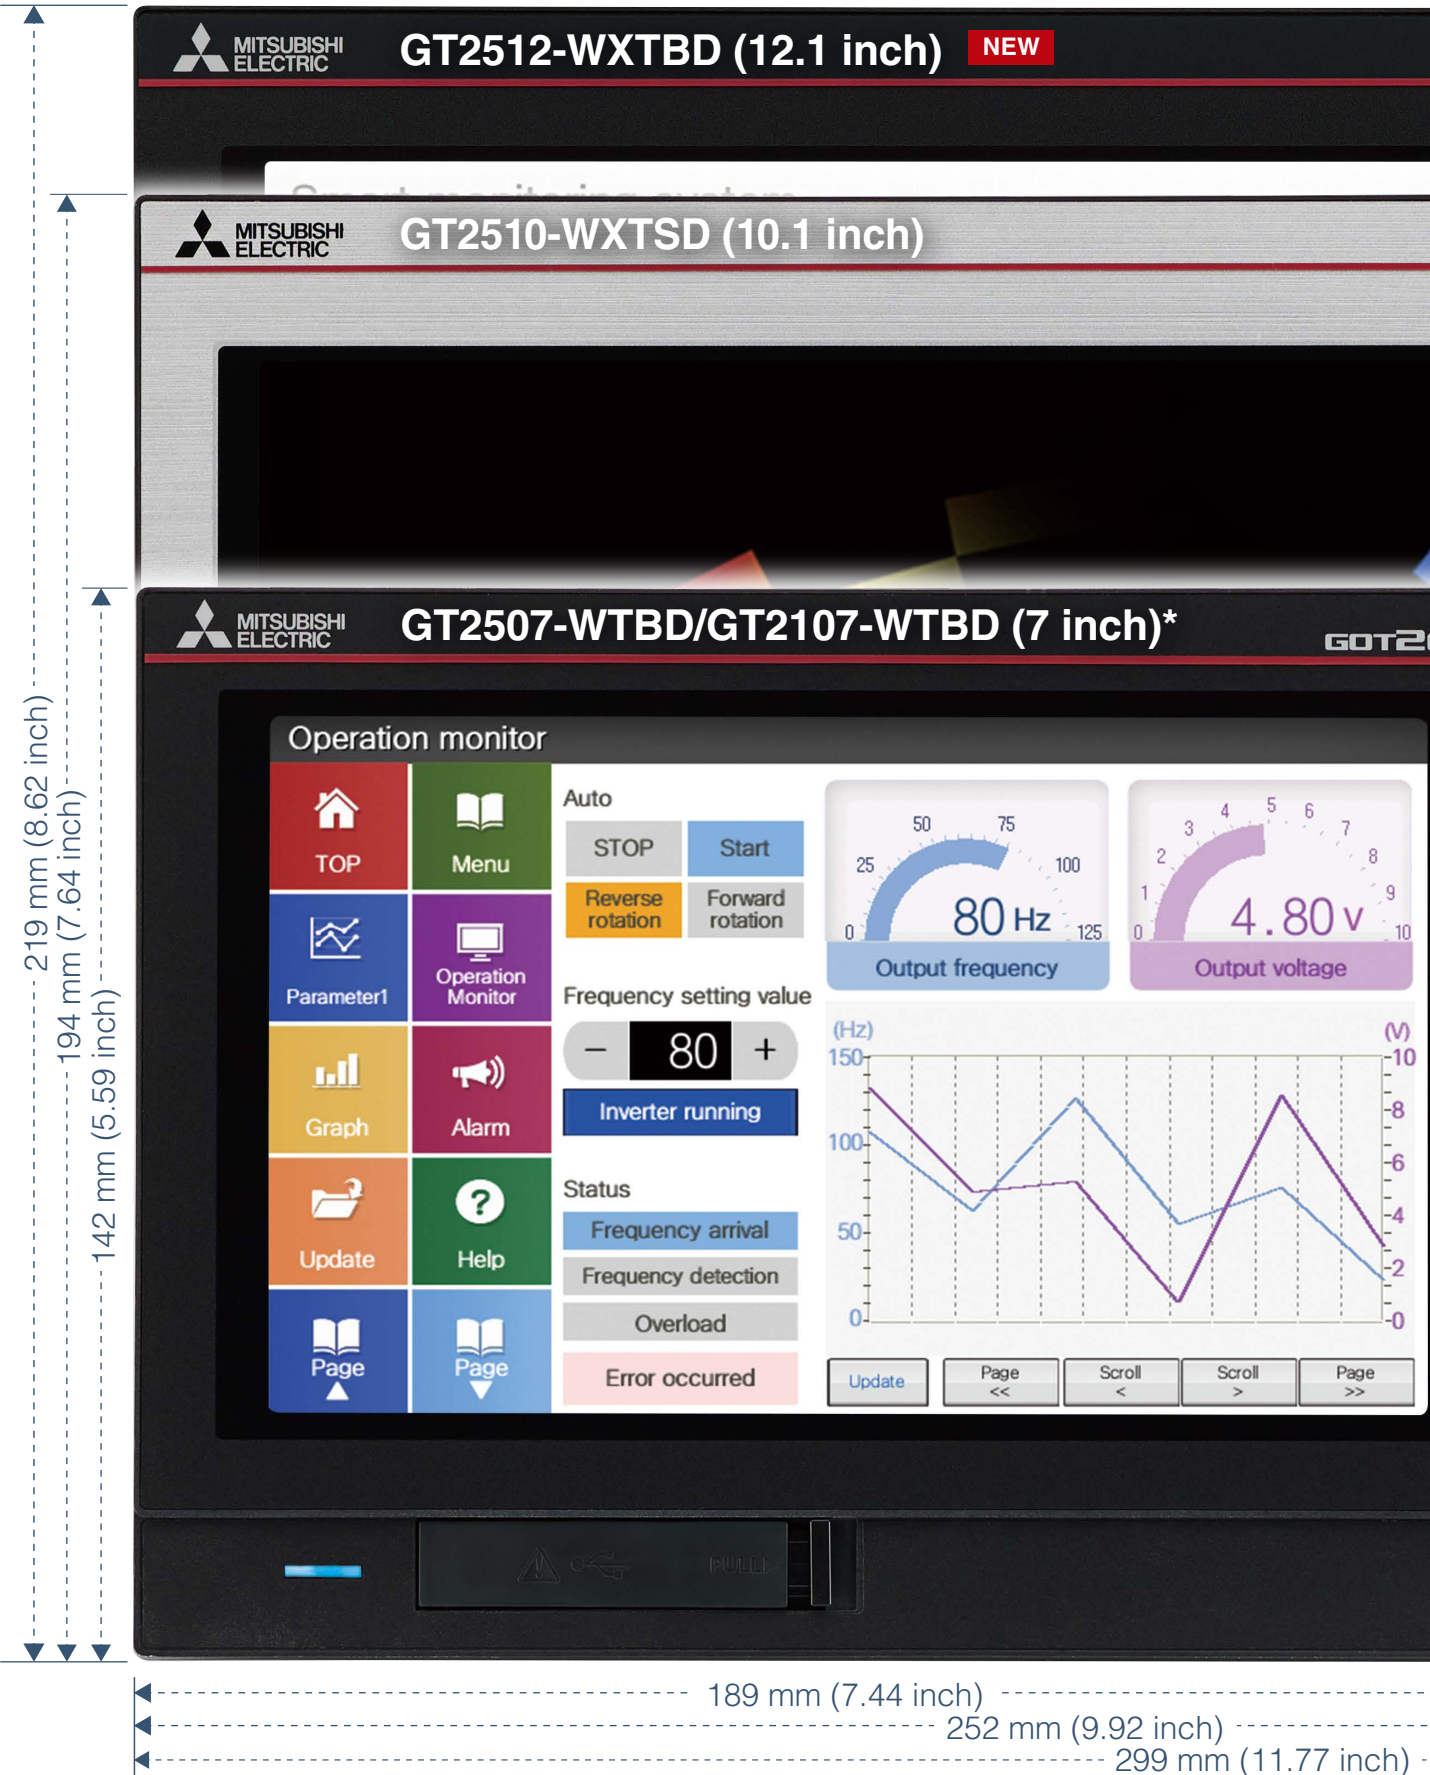 MITSUBISHI
ELECTRIC
GT2512-WXTBD (12.1 inch)
NEW
Smart monitoring system
MITSUBISHI
ELECTRIC
GT2510-WXTSD (10.1 inch)
MITSUBISHI
ELECTRIC
GT2507-WTBD/GT2107-WTBD (7 inch)*
Operation monitor
TOP
Menu
Parameter1
Operation
Monitor
Graph
Alarm
Update
Help
Page
▲
Page
▼
Auto
STOP
Start
Reverse
rotation
Forward
rotation
Frequency setting value
− 80 +
Inverter running
Status
Frequency arrival
Frequency detection
Overload
Error occurred
0 25 50 75 100 125
80 Hz
Output frequency
0 1 2 3 4 5 6 7 8 9 10
4.80 V
Output voltage
(Hz)
150
100
50
0
(V)
10
8
6
4
2
0
Update
Page
<<
Scroll
<
Scroll
>
Page
>>
PULL
219 mm (8.62 inch)
194 mm (7.64 inch)
142 mm (5.59 inch)
189 mm (7.44 inch)
252 mm (9.92 inch)
299 mm (11.77 inch)